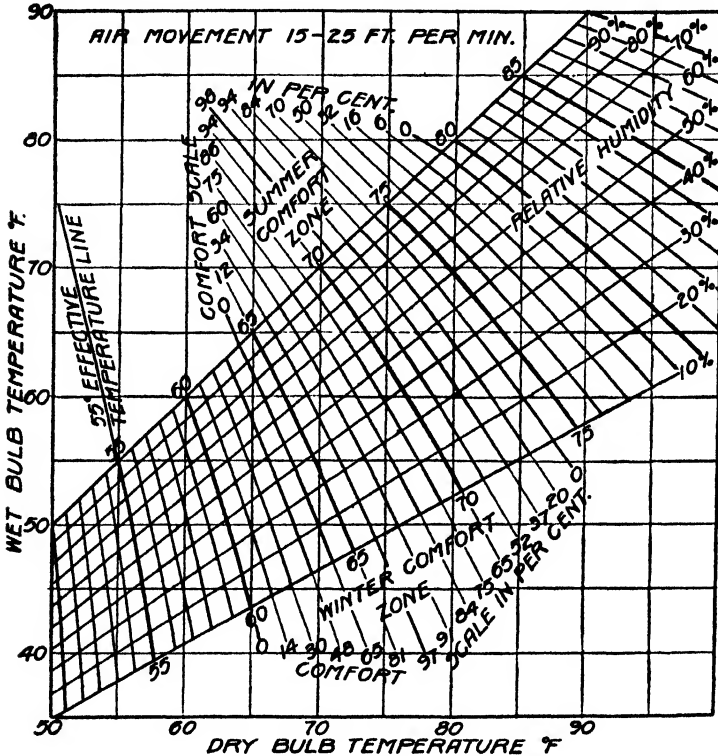 AIR MOVEMENT 15-25 FT. PER MIN.
90
80
70
60
50
40
WET BULB TEMPERATURE °F.
50 60 70 80 90
DRY BULB TEMPERATURE °F
55° EFFECTIVE
TEMPERATURE LINE
COMFORT SCALE
IN PER CENT.
0 12 34 60 75 86 94 98 94 84 70 50 32 16 6 0
SUMMER
COMFORT
ZONE
55 60 65 70 75 80 85
90% 80% 70% 60% 50% 40% 30% 20% 10%
RELATIVE HUMIDITY
55 60 65 70 75
WINTER COMFORT
ZONE
0 14 30 48 65 81 97 91 84 75 65 52 37 20 0
COMFORT
SCALE IN PER CENT.